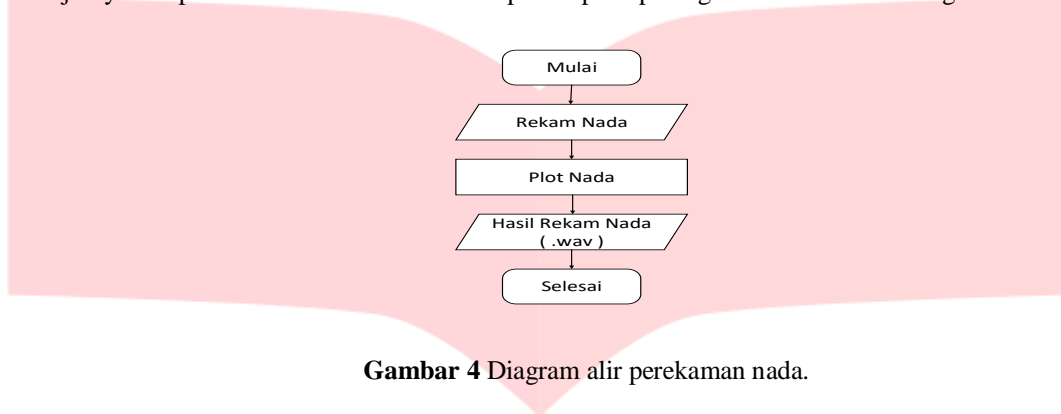 Mulai
Rekam Nada
Plot Nada
Hasil Rekam Nada
( .wav )
Selesai
Gambar 4 Diagram alir perekaman nada.